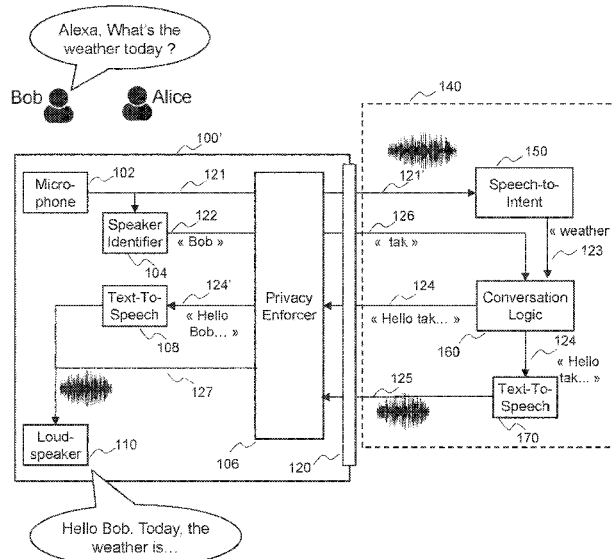 Alexa, What's the
weather today ?
Bob
Alice
140
100'
Micro-
phone
102
121
121'
150
Speech-to-
Intent
Speaker
Identifier
104
122
« Bob »
126
« tak »
« weather
123
Text-To-
Speech
108
124'
« Hello
Bob... »
Privacy
Enforcer
124
« Hello tak... »
Conversation
Logic
160
124
« Hello
tak... »
127
125
Text-To-
Speech
170
Loud-
speaker
110
106
120
Hello Bob. Today, the
weather is...